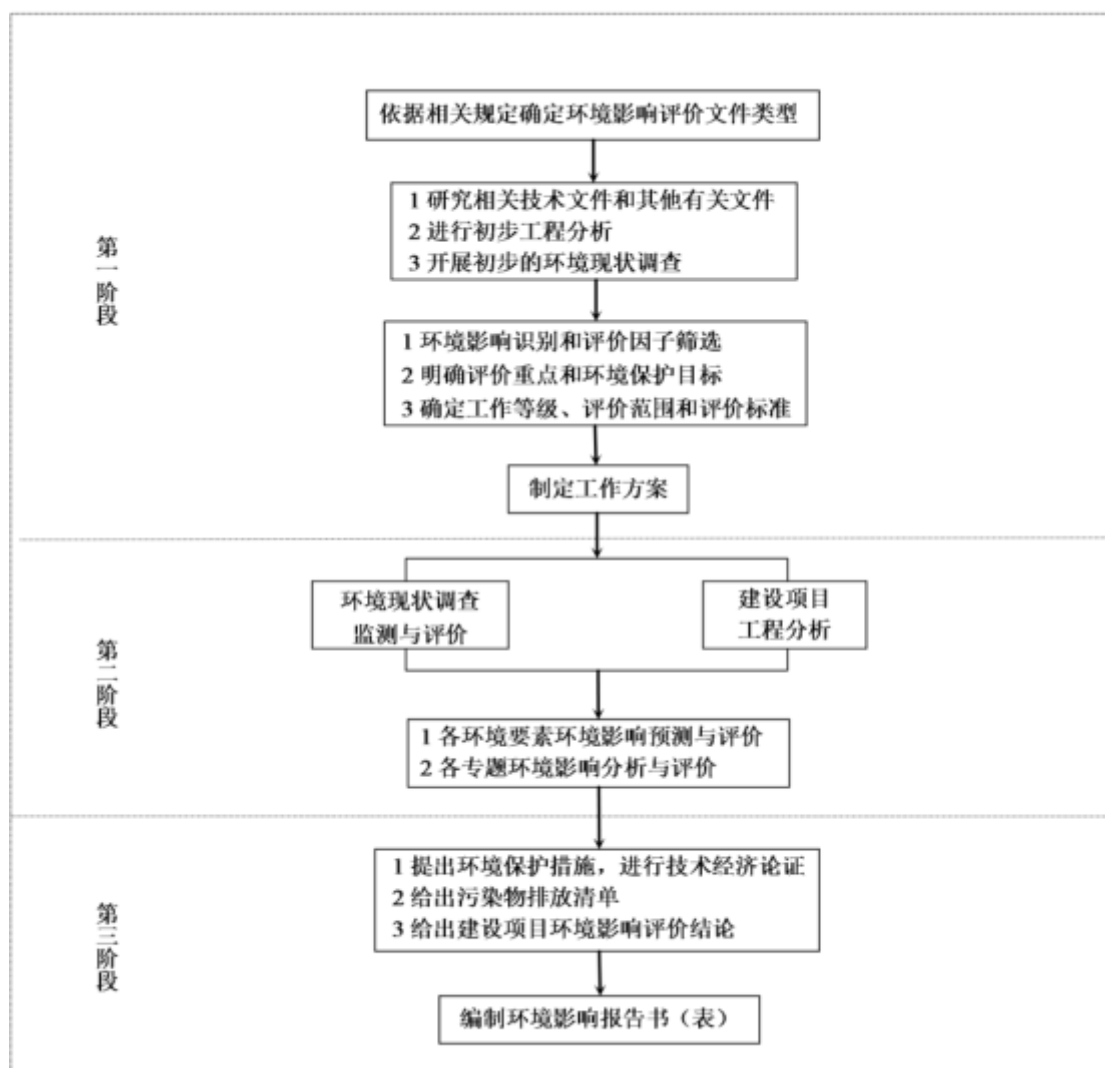 依据相关规定确定环境影响评价文件类型
1 研究相关技术文件和其他有关文件
2 进行初步工程分析
3 开展初步的环境现状调查
第一阶段
1 环境影响识别和评价因子筛选
2 明确评价重点和环境保护目标
3 确定工作等级、评价范围和评价标准
制定工作方案
环境现状调查
监测与评价
建设项目
工程分析
第二阶段
1 各环境要素环境影响预测与评价
2 各专题环境影响分析与评价
1 提出环境保护措施，进行技术经济论证
2 给出污染物排放清单
3 给出建设项目环境影响评价结论
第三阶段
编制环境影响报告书（表）